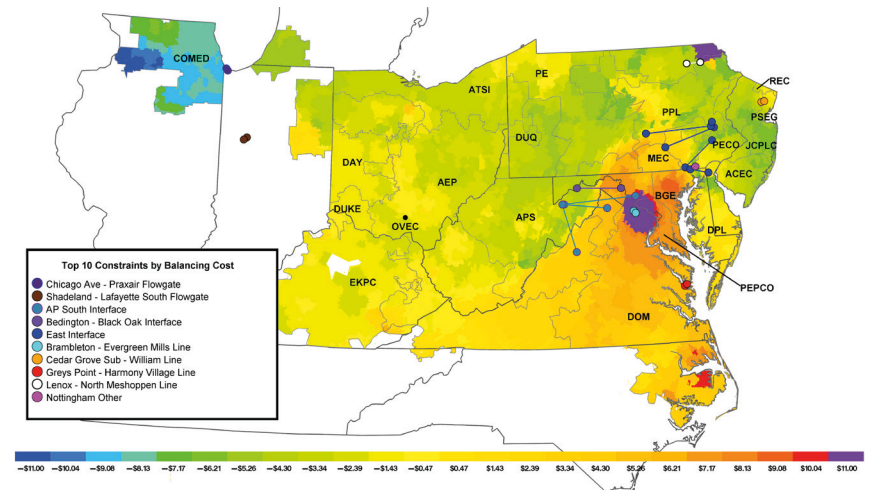 COMED
ATSI
PE
REC
PPL
PSEG
DUQ
PECO
JCPLC
MEC
DAY
ACEC
AEP
BGE
DUKE
APS
OVEC
DPL
EKPC
PEPCO
DOM
Top 10 Constraints by Balancing Cost
Chicago Ave - Praxair Flowgate
Shadeland - Lafayette South Flowgate
AP South Interface
Bedington - Black Oak Interface
East Interface
Brambleton - Evergreen Mills Line
Cedar Grove Sub - William Line
Greys Point - Harmony Village Line
Lenox - North Meshoppen Line
Nottingham Other
—$11.00 —$10.04 —$9.08 —$8.13 —$7.17 —$6.21 —$5.26 —$4.30 —$3.34 —$2.39 —$1.43 —$0.47 $0.47 $1.43 $2.39 $3.34 $4.30 $5.26 $6.21 $7.17 $8.13 $9.08 $10.04 $11.00